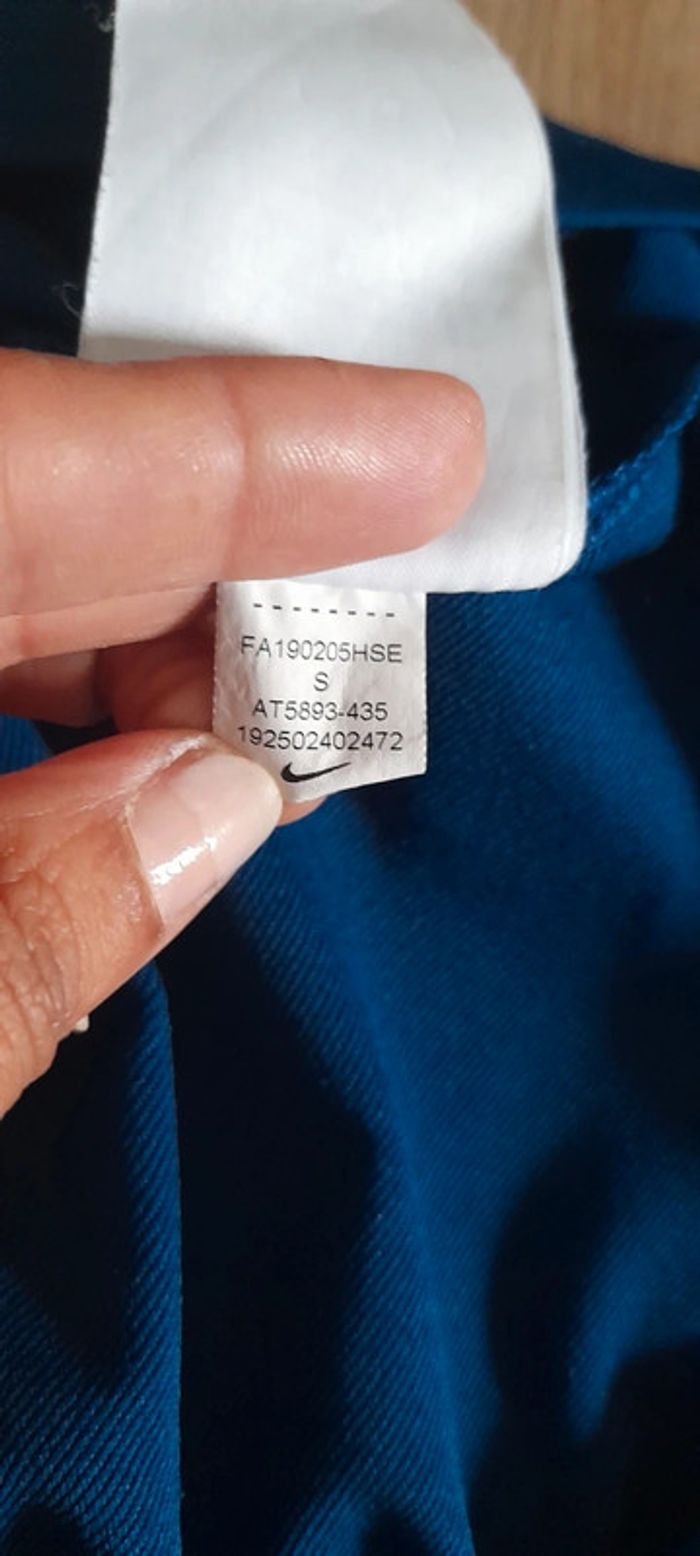 --------
FA190205HSE
S
AT5893-435
192502402472